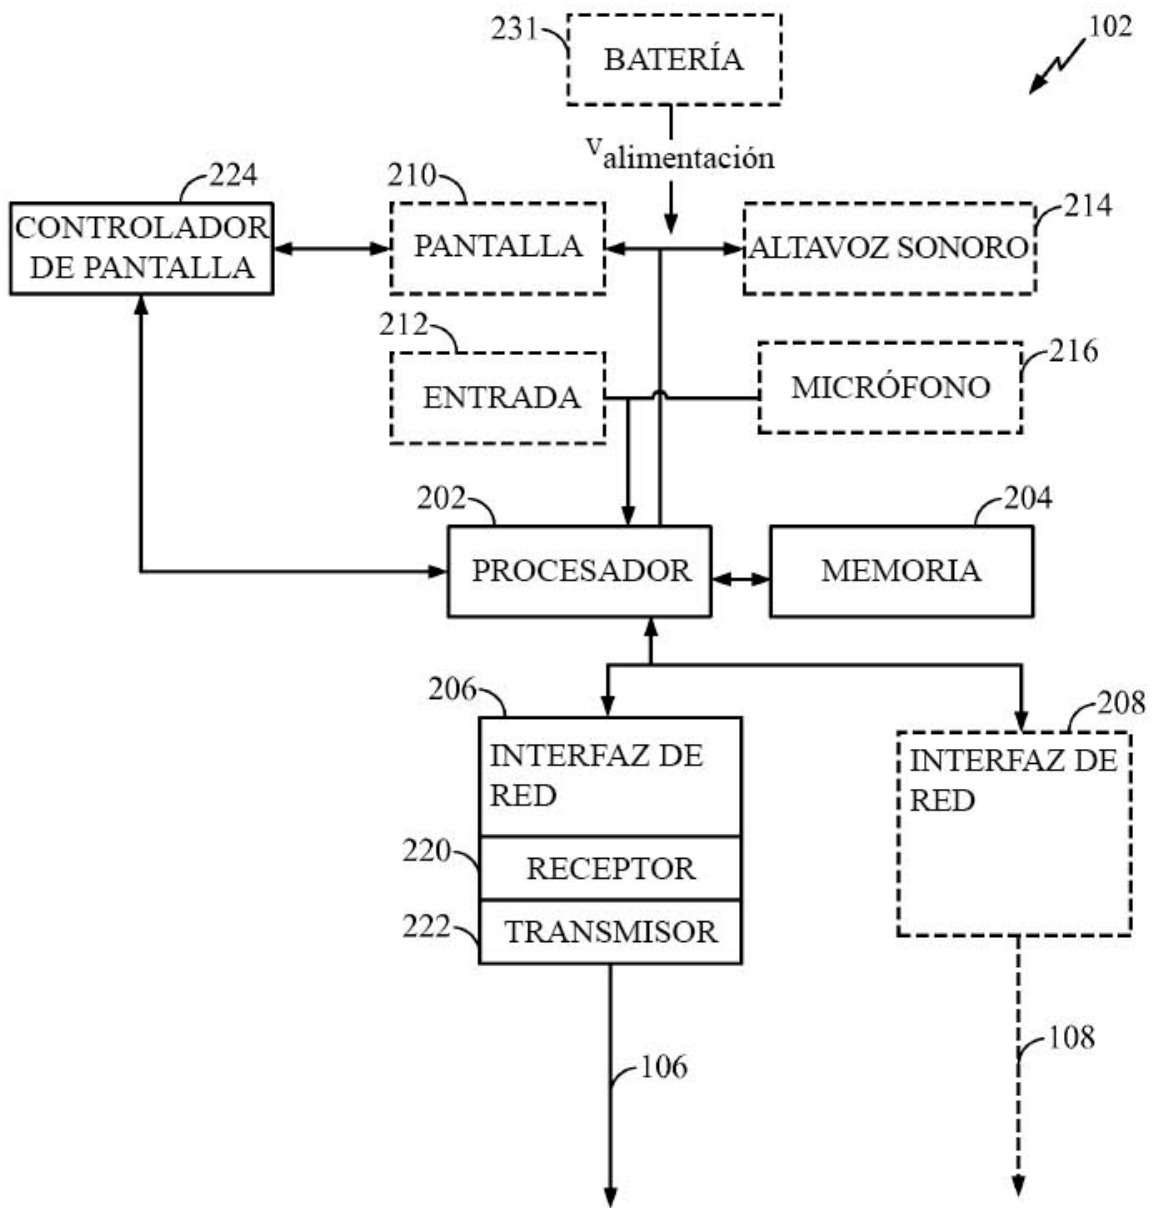 231
BATERÍA
102
Valimentación
224
CONTROLADOR
DE PANTALLA
210
PANTALLA
214
ALTAVOZ SONORO
212
ENTRADA
216
MICRÓFONO
202
PROCESADOR
204
MEMORIA
206
INTERFAZ DE
RED
208
INTERFAZ DE
RED
220
RECEPTOR
222
TRANSMISOR
106
108